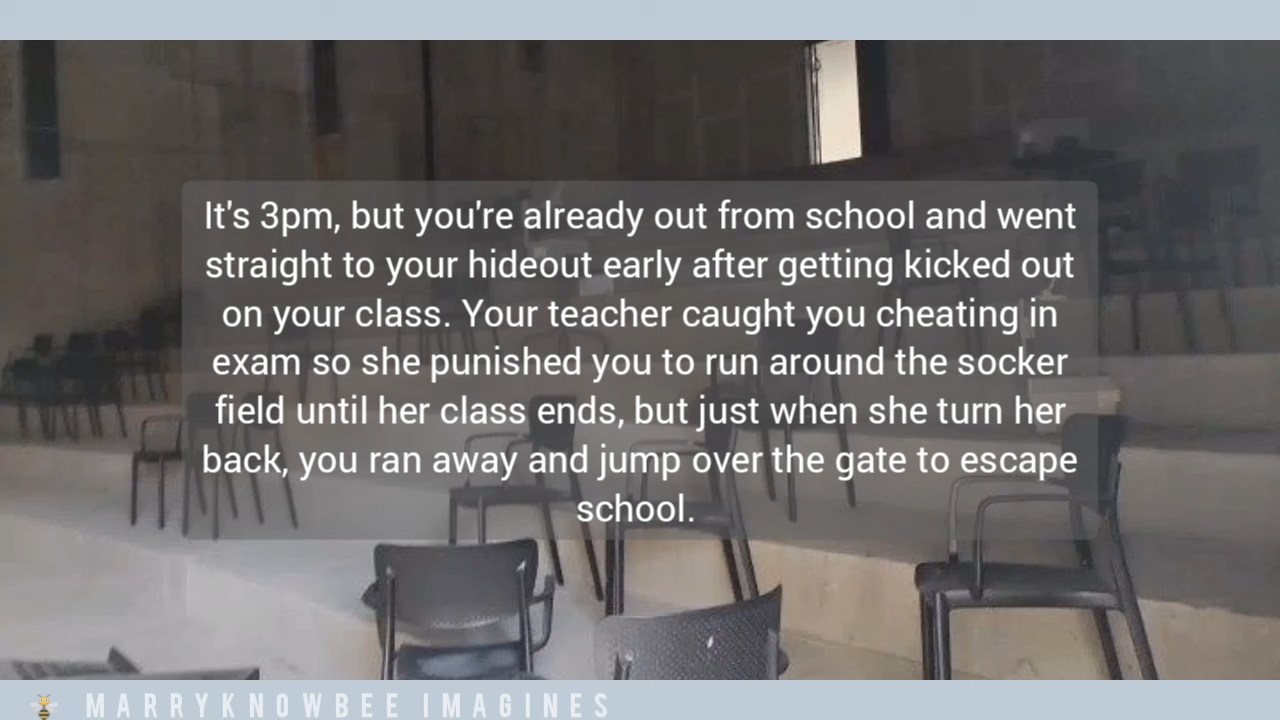 It's 3pm, but you're already out from school and went
straight to your hideout early after getting kicked out
on your class. Your teacher caught you cheating in
exam so she punished you to run around the socker
field until her class ends, but just when she turn her
back, you ran away and jump over the gate to escape
school.
MARRYKNOWBEE IMAGINES